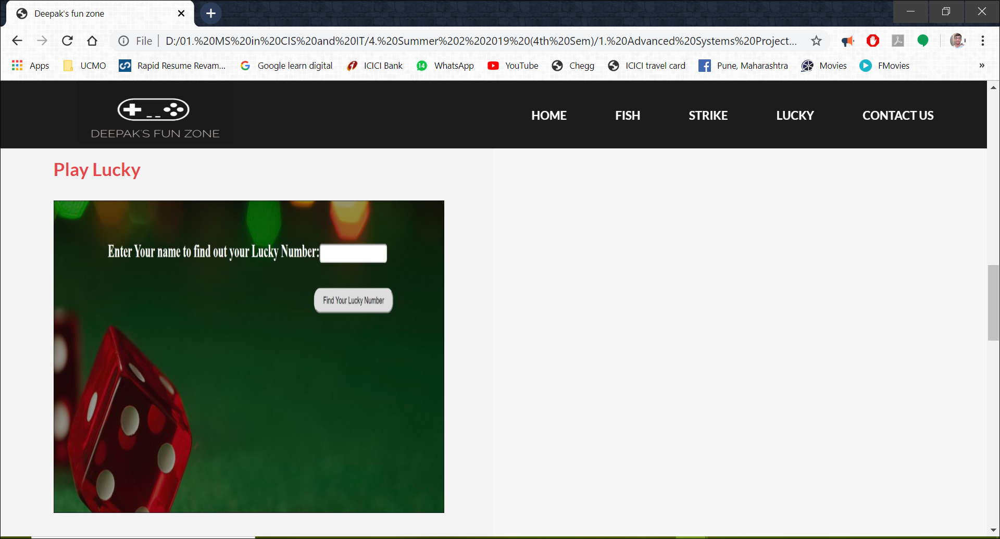 Deepak's fun zone
File D:/01.%20MS%20in%20CIS%20and%20IT/4.%20Summer%202%202019%20(4th%20Sem)/1.%20Advanced%20Systems%20Project...
Apps UCMO Rapid Resume Revam... Google learn digital ICICI Bank 14 WhatsApp YouTube Chegg ICICI travel card Pune, Maharashtra Movies FMovies »
DEEPAK'S FUN ZONE
HOME FISH STRIKE LUCKY CONTACT US
Play Lucky
Enter Your name to find out your Lucky Number:
Find Your Lucky Number